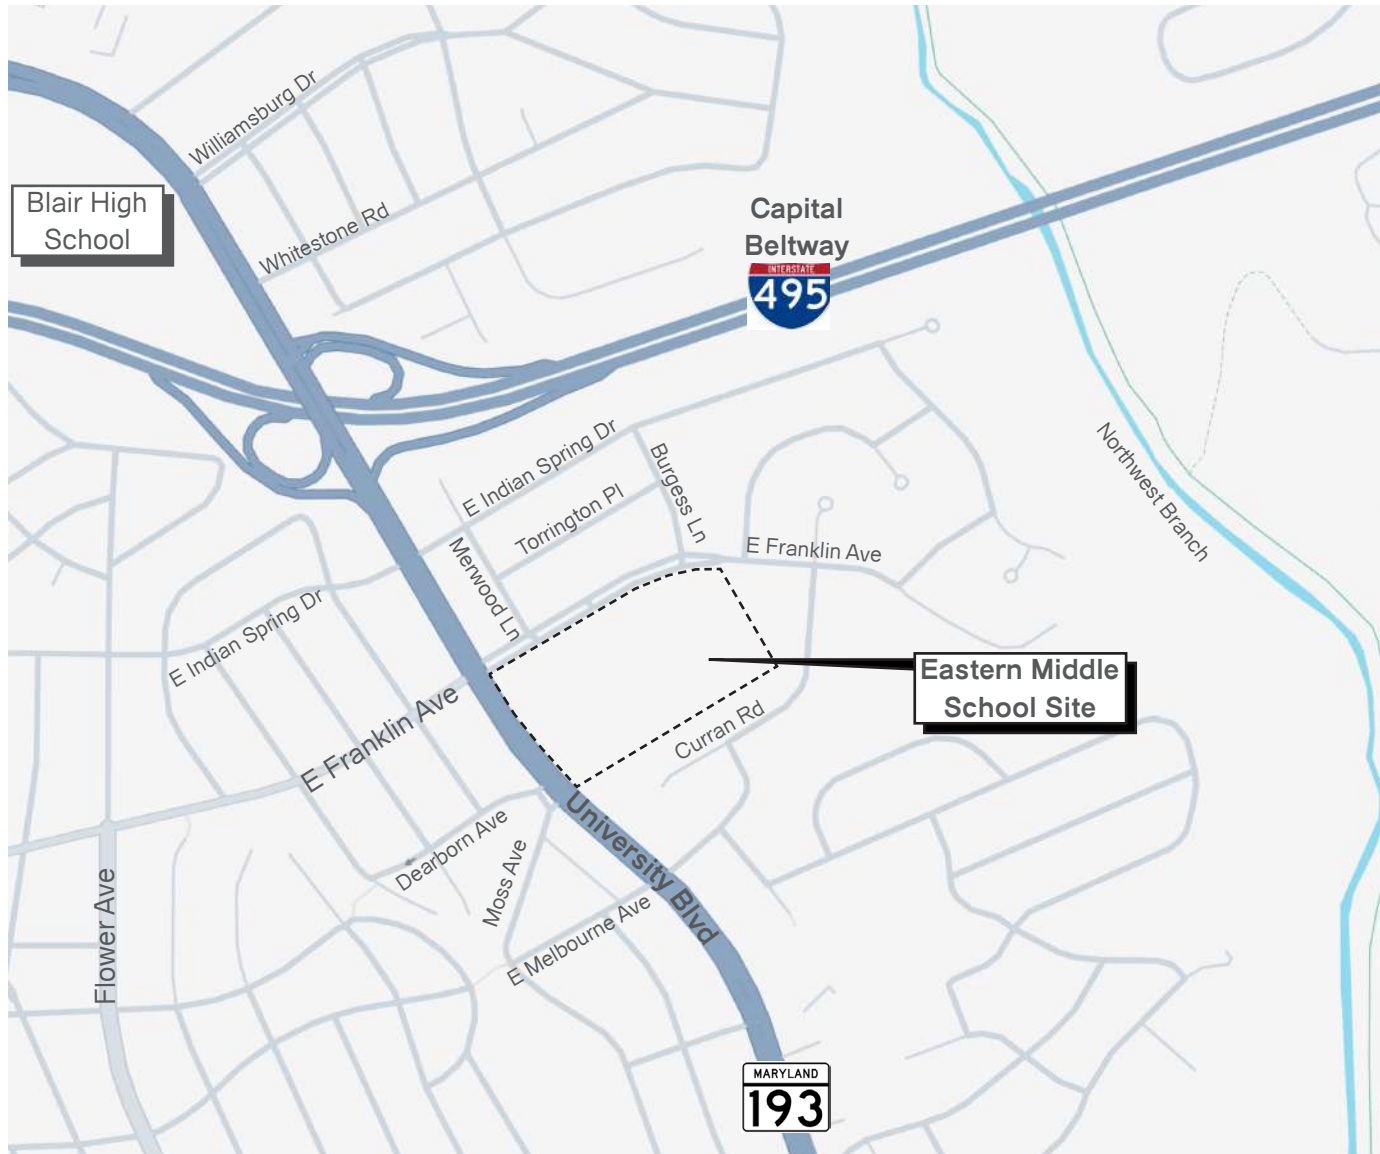 Williamsburg Dr
Blair High
School
Whitestone Rd
Capital
Beltway
INTERSTATE
495
E Indian Spring Dr
Burgess Ln
Torrington Pl
Merwood Ln
E Franklin Ave
Northwest Branch
E Indian Spring Dr
E Franklin Ave
Eastern Middle
School Site
Curran Rd
University Blvd
Dearborn Ave
Moss Ave
E Melbourne Ave
Flower Ave
MARYLAND
193